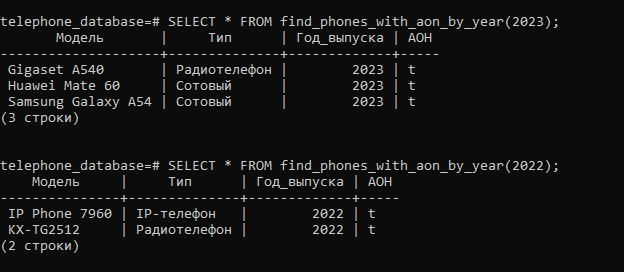 telephone_database=# SELECT * FROM find_phones_with_aon_by_year(2023);
       Модель       |     Тип      | Год_выпуска | АОН
--------------------+--------------+-------------+-----
 Gigaset A540       | Радиотелефон |        2023 | t
 Huawei Mate 60     | Сотовый      |        2023 | t
 Samsung Galaxy A54 | Сотовый      |        2023 | t
(3 строки)
telephone_database=# SELECT * FROM find_phones_with_aon_by_year(2022);
    Модель     |     Тип      | Год_выпуска | АОН
---------------+--------------+-------------+-----
 IP Phone 7960 | IP-телефон   |        2022 | t
 KX-TG2512     | Радиотелефон |        2022 | t
(2 строки)